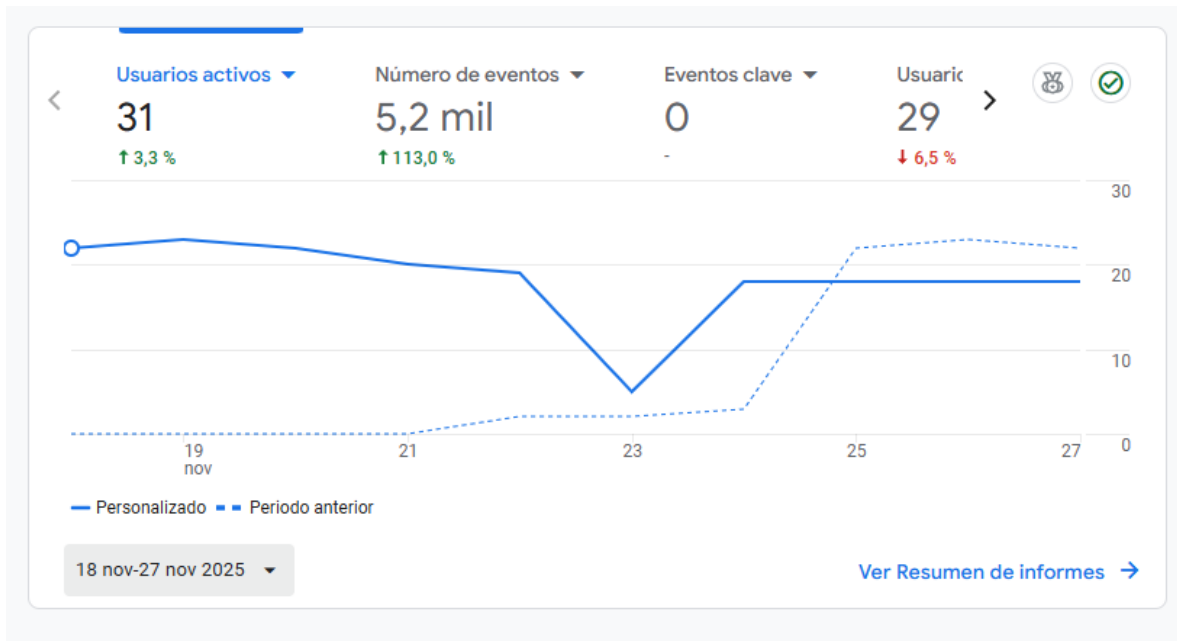 Usuarios activos
31
↑ 3,3 %
Número de eventos
5,2 mil
↑ 113,0 %
Eventos clave
0
-
Usuaric
29
↓ 6,5 %
30
20
10
0
19
nov
21
23
25
27
Personalizado
Periodo anterior
18 nov-27 nov 2025
Ver Resumen de informes →